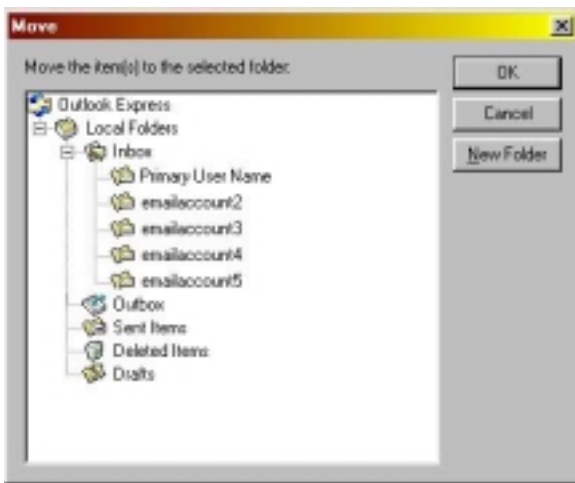 Move
Move the item(s) to the selected folder:
OK
Cancel
New Folder
Outlook Express
Local Folders
Inbox
Primary User Name
emailaccount2
emailaccount3
emailaccount4
emailaccount5
Outbox
Sent Items
Deleted Items
Drafts